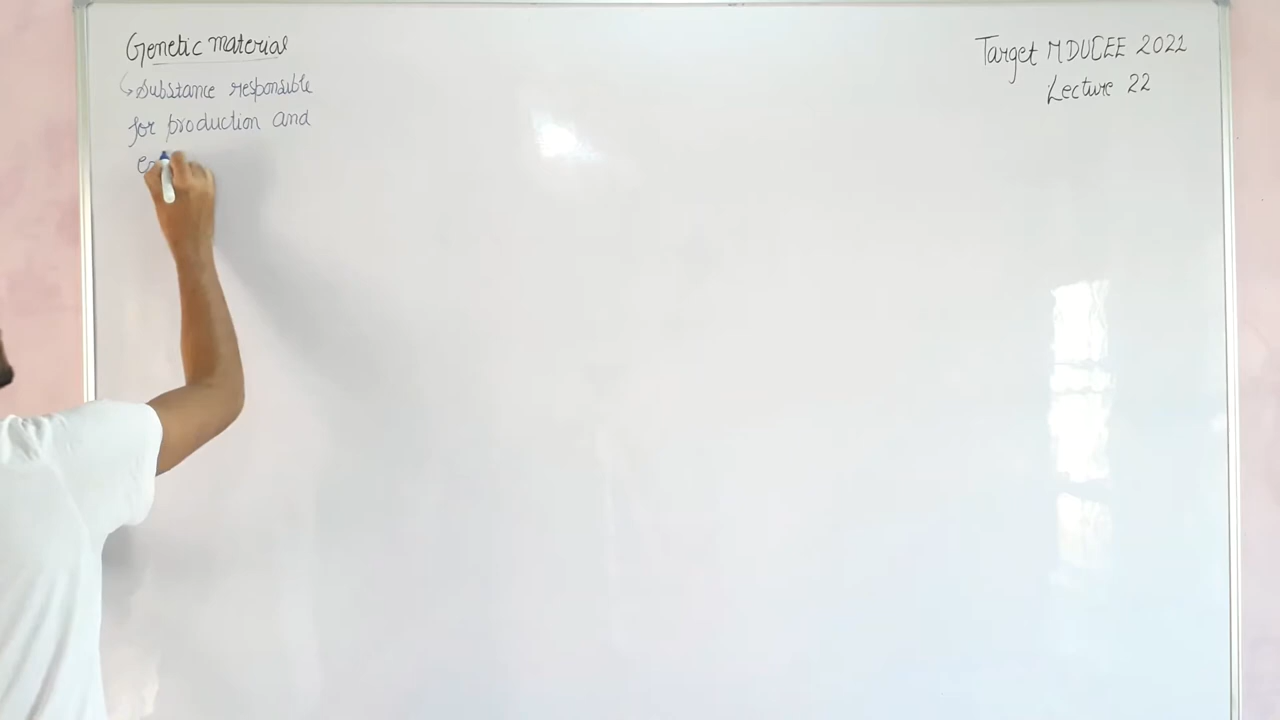 Genetic material
Substance responsible
for production and
Target MDUCEE 2021
Lecture 22